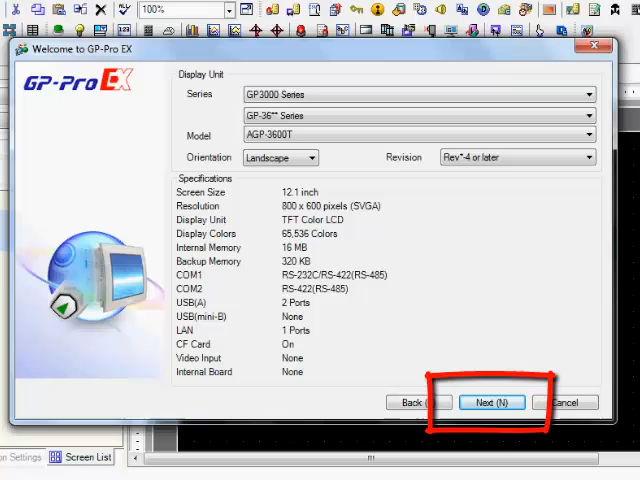 100%
Welcome to GP-Pro EX
GP-PRO EX
Display Unit
Series GP3000 Series
GP-36** Series
Model AGP-3600T
Orientation Landscape Revision Rev*-4 or later
Specifications
Screen Size 12.1 inch
Resolution 800 x 600 pixels (SVGA)
Display Unit TFT Color LCD
Display Colors 65,536 Colors
Internal Memory 16 MB
Backup Memory 320 KB
COM1 RS-232C/RS-422(RS-485)
COM2 RS-422(RS-485)
USB(A) 2 Ports
USB(mini-B) None
LAN 1 Ports
CF Card On
Video Input None
Internal Board None
Back Next (N) Cancel
on Settings Screen List